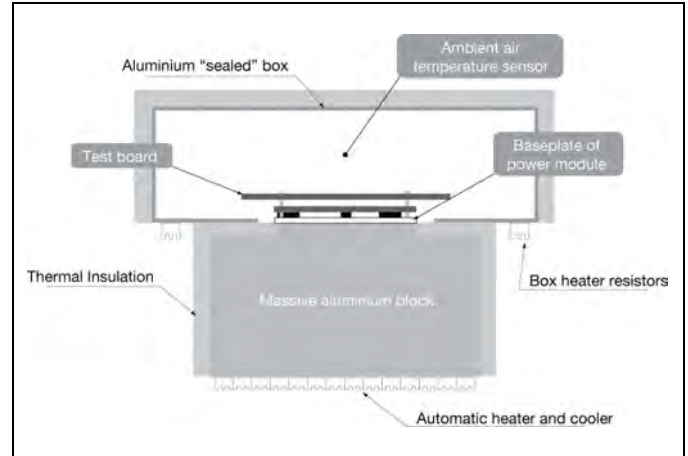 Ambient air
temperature sensor
Aluminium “sealed” box
Test board
Baseplate of
power module
Thermal Insulation
Box heater resistors
Massive aluminium block
Automatic heater and cooler